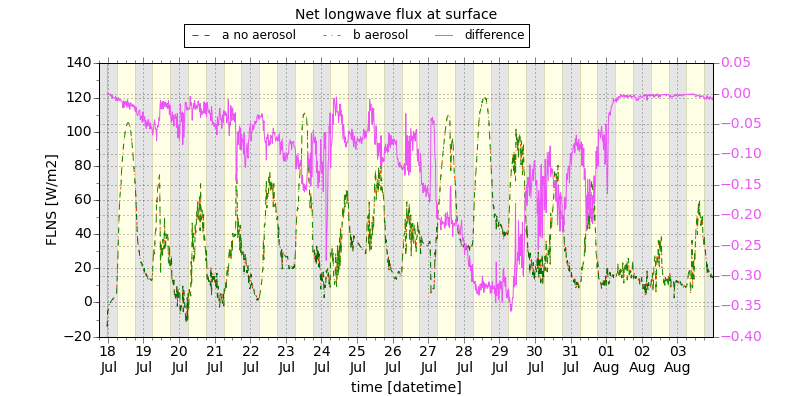 Net longwave flux at surface
a no aerosol b aerosol difference
140 0.05
120 0.00
100 −0.05
80 −0.10
60 −0.15
40 −0.20
20 −0.25
0 −0.30
−0.35
−20 −0.40
FLNS [W/m2]
18 19 20 21 22 23 24 25 26 27 28 29 30 31 01 02 03
Jul Jul Jul Jul Jul Jul Jul Jul Jul Jul Jul Jul Jul Jul Aug Aug Aug
time [datetime]